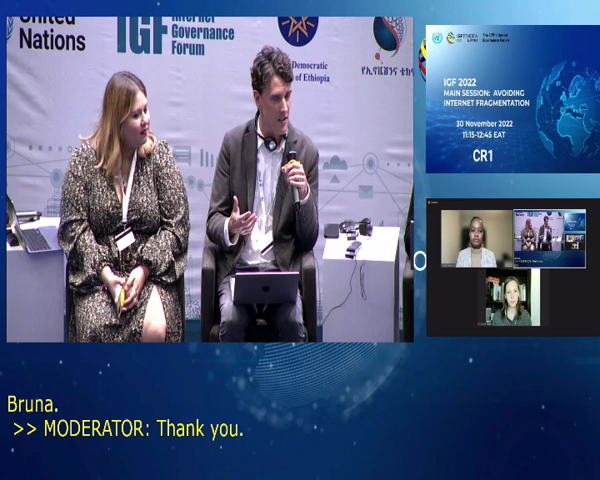 United
Nations
IGF
Internet
Governance
Forum
Democratic
of Ethiopia
IGF 2022
MAIN SESSION: AVOIDING
INTERNET FRAGMENTATION
30 November 2022
11:15-12:45 EAT
CR1
Bruna.
>> MODERATOR: Thank you.